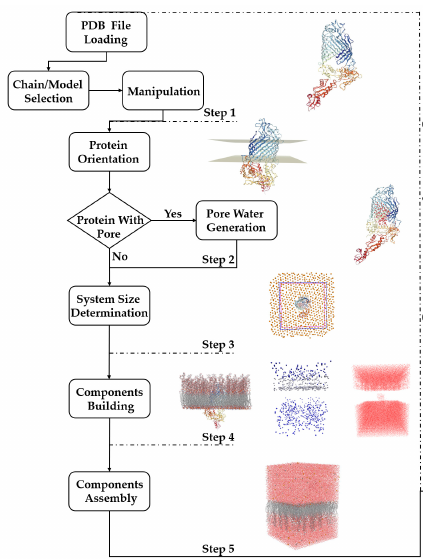 PDB File
Loading
Chain/Model
Selection
Manipulation
Step 1
Protein
Orientation
Protein With
Pore
Yes
Pore Water
Generation
No
Step 2
System Size
Determination
Step 3
Components
Building
Step 4
Components
Assembly
Step 5